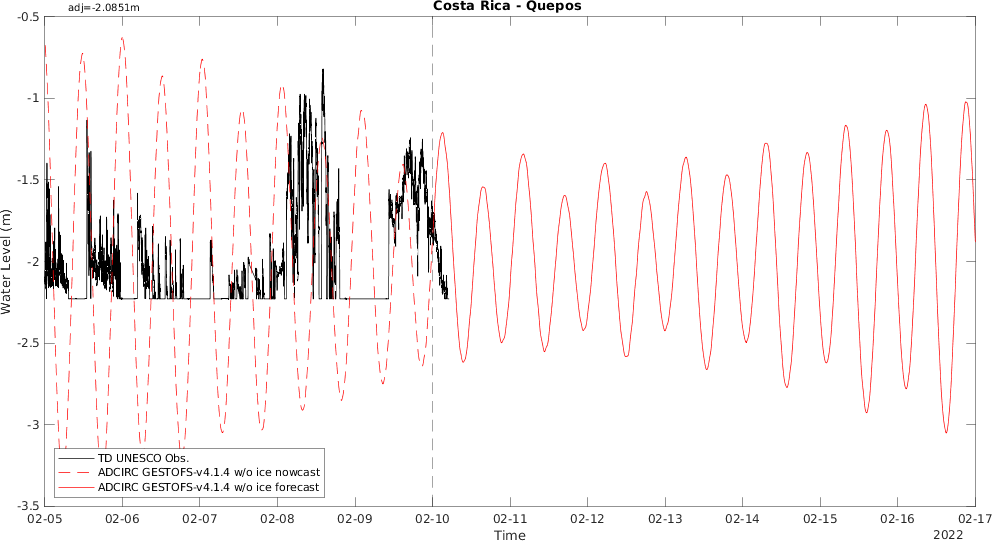 adj=-2.0851m
Costa Rica - Quepos
Water Level (m)
-0.5
-1
-1.5
-2
-2.5
-3
-3.5
TD UNESCO Obs.
ADCIRC GESTOFS-v4.1.4 w/o ice nowcast
ADCIRC GESTOFS-v4.1.4 w/o ice forecast
02-05 02-06 02-07 02-08 02-09 02-10 02-11 02-12 02-13 02-14 02-15 02-16 02-17
Time
2022